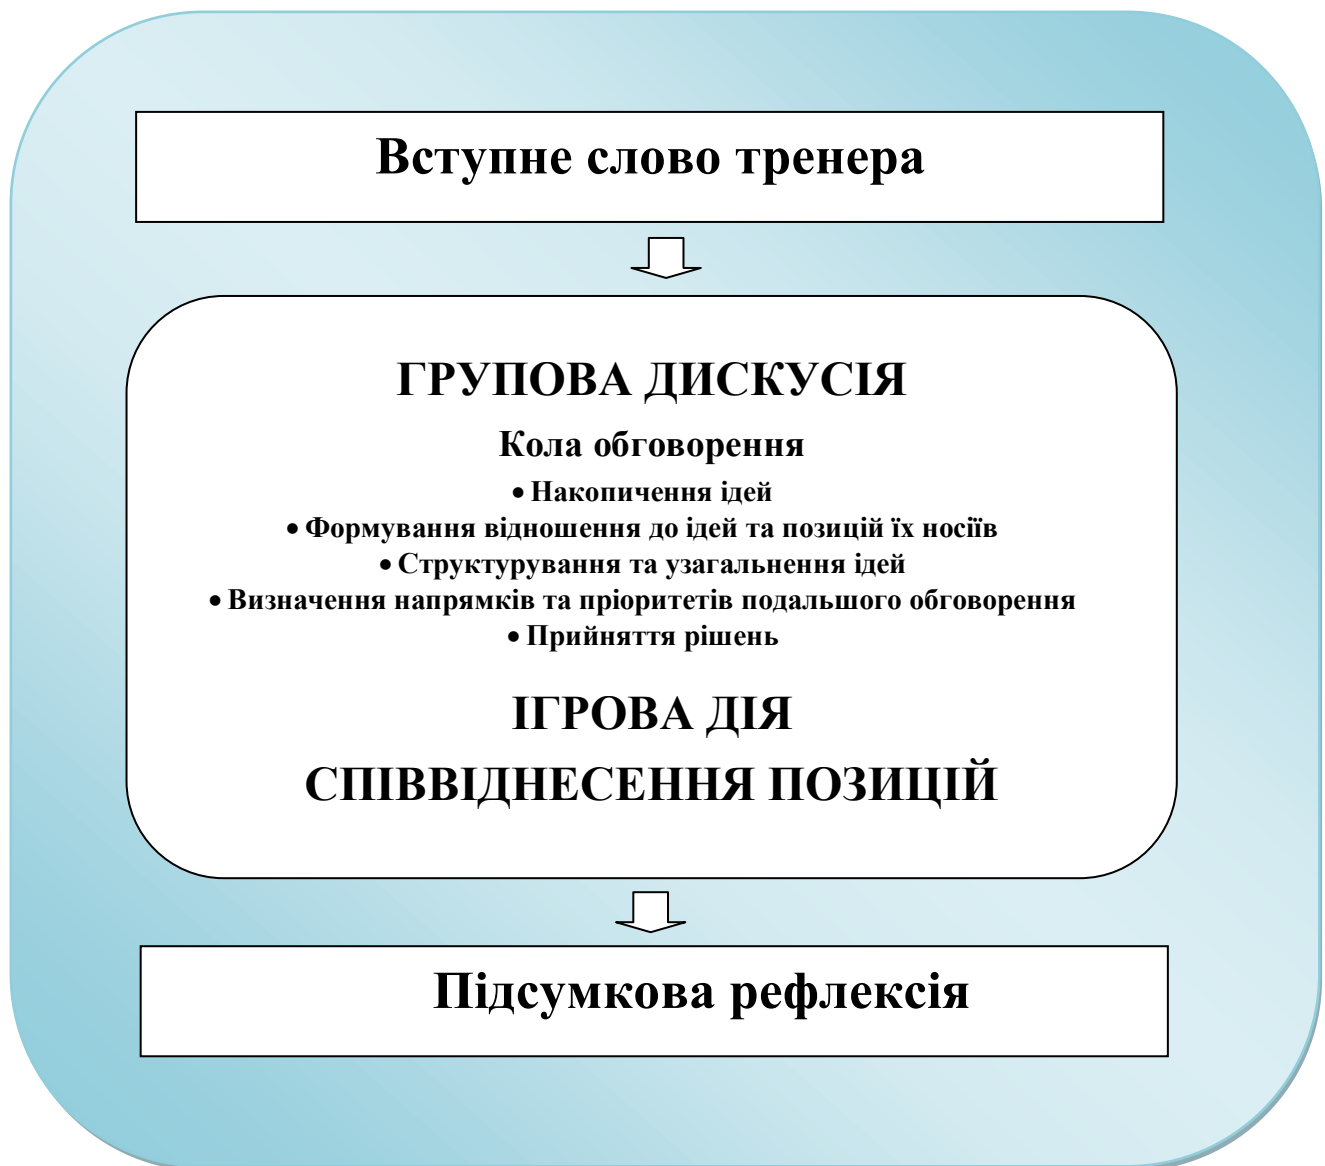 Вступне слово тренера
ГРУПОВА ДИСКУСІЯ
Кола обговорення
• Накопичення ідей
• Формування відношення до ідей та позицій їх носіїв
• Структурування та узагальнення ідей
• Визначення напрямків та пріоритетів подальшого обговорення
• Прийняття рішень
ІГРОВА ДІЯ
СПІВВІДНЕСЕННЯ ПОЗИЦІЙ
Підсумкова рефлексія